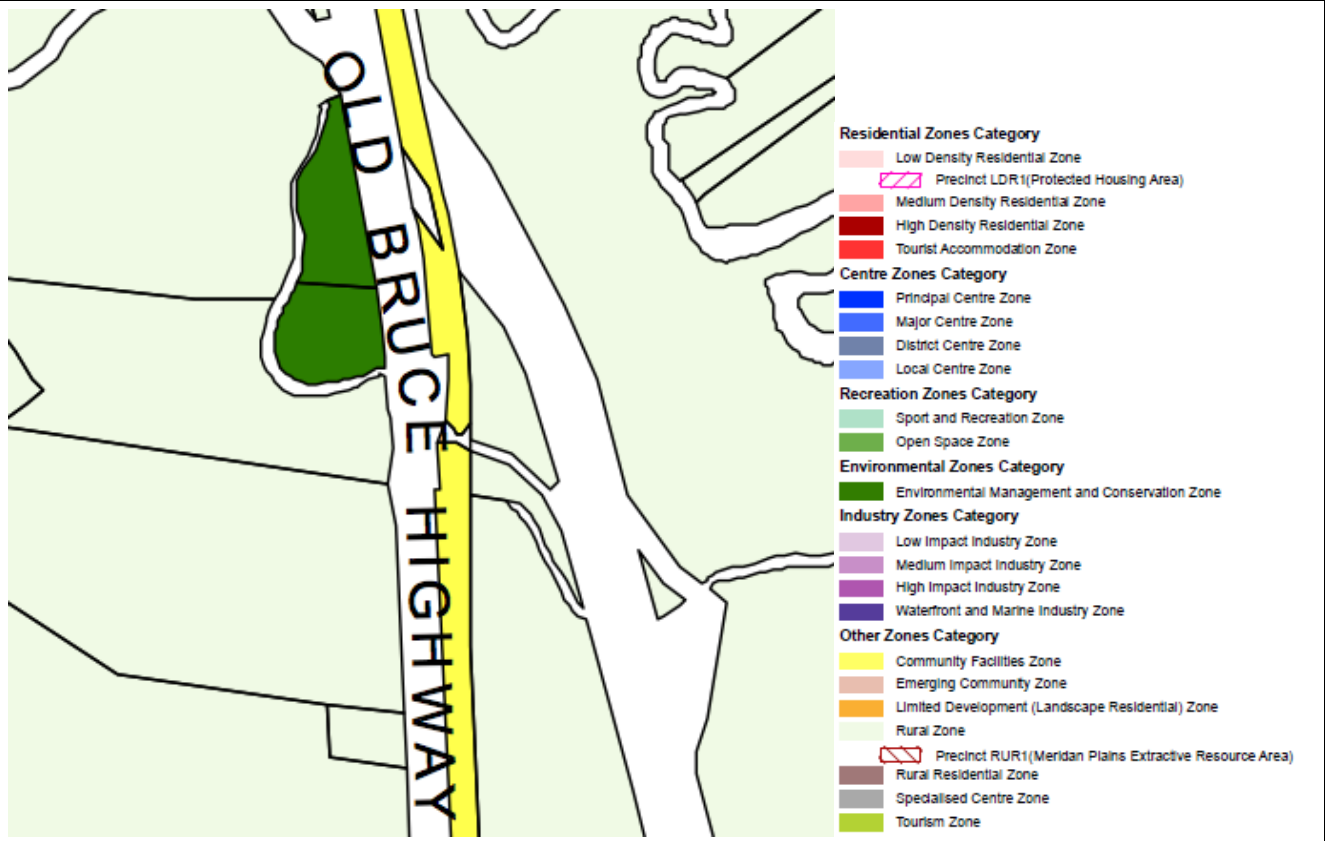 OLD BRUCE HIGHWAY
Residential Zones Category
Low Density Residential Zone
Precinct LDR1(Protected Housing Area)
Medium Density Residential Zone
High Density Residential Zone
Tourist Accommodation Zone
Centre Zones Category
Principal Centre Zone
Major Centre Zone
District Centre Zone
Local Centre Zone
Recreation Zones Category
Sport and Recreation Zone
Open Space Zone
Environmental Zones Category
Environmental Management and Conservation Zone
Industry Zones Category
Low Impact Industry Zone
Medium Impact Industry Zone
High Impact Industry Zone
Waterfront and Marine Industry Zone
Other Zones Category
Community Facilities Zone
Emerging Community Zone
Limited Development (Landscape Residential) Zone
Rural Zone
Precinct RUR1(Meridan Plains Extractive Resource Area)
Rural Residential Zone
Specialised Centre Zone
Tourism Zone